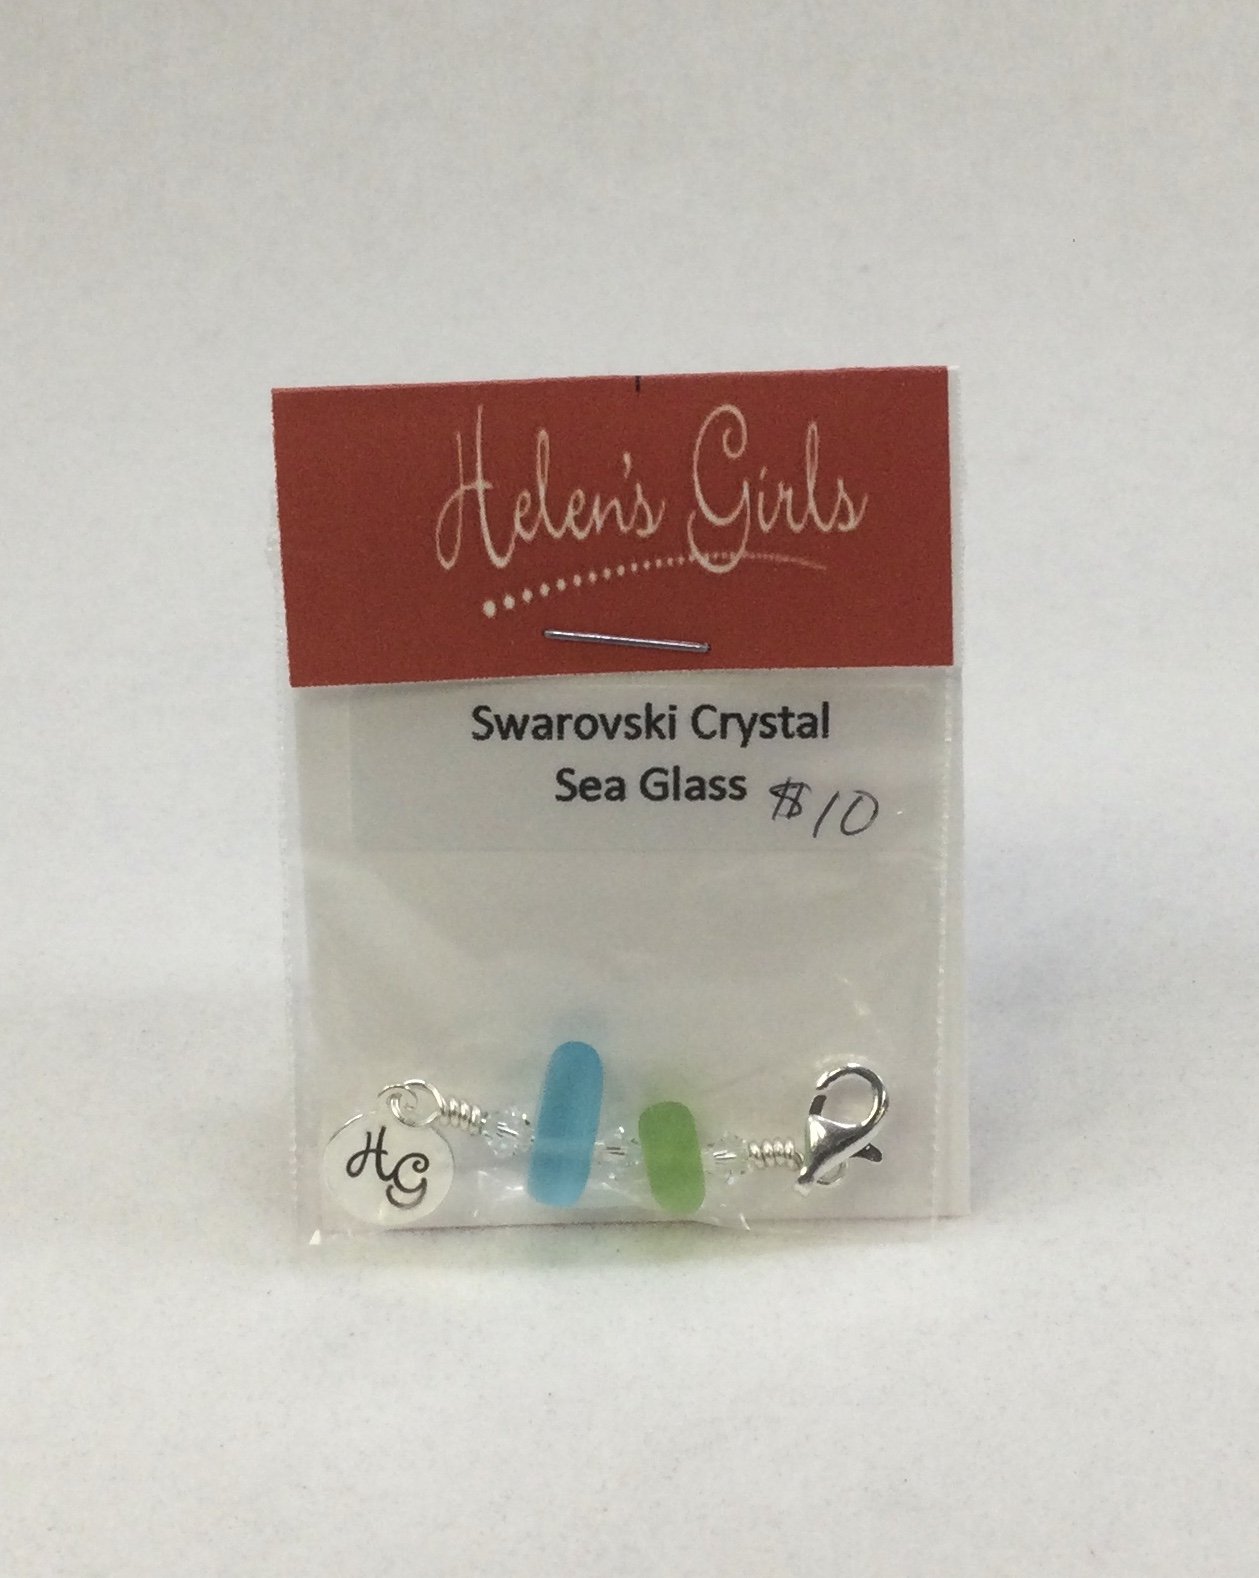 Helen's Girls
Swarovski Crystal
Sea Glass $10
HG